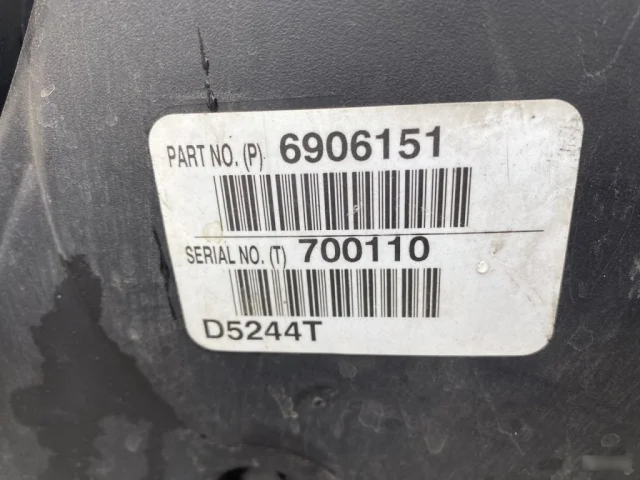 PART NO. (P) 6906151
SERIAL NO. (T) 700110
D5244T